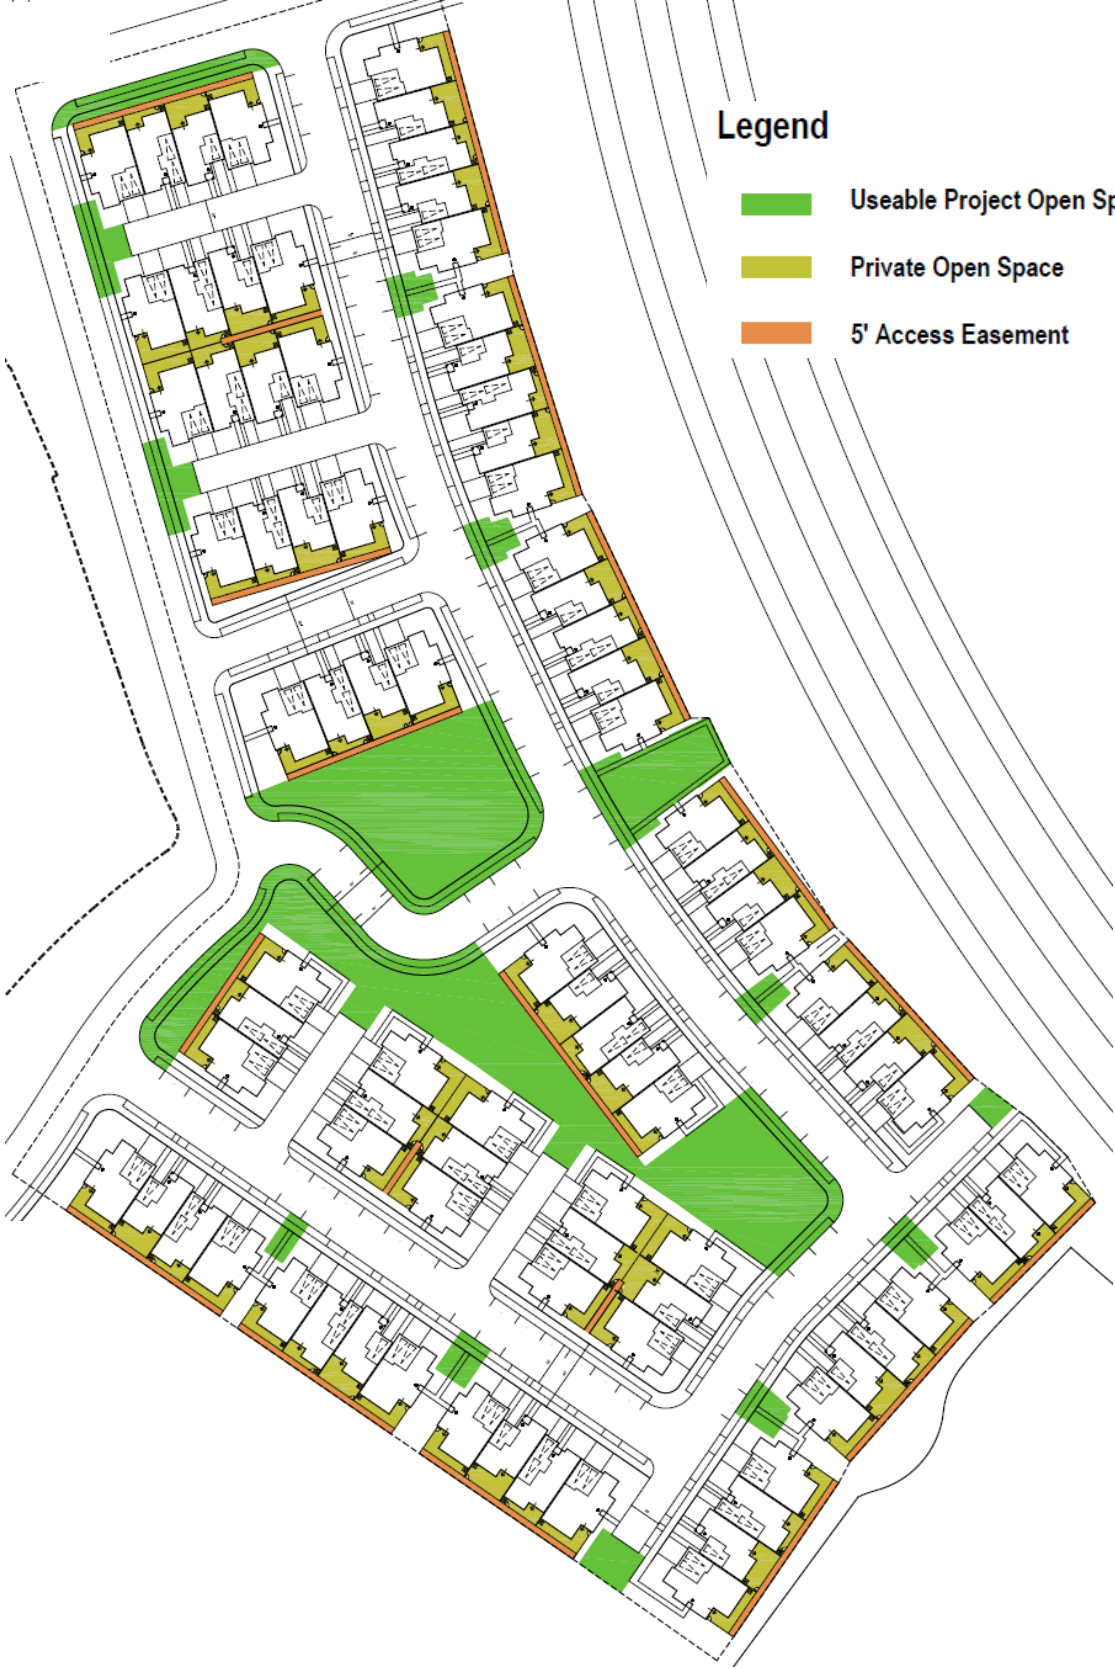 Legend
Useable Project Open Sp
Private Open Space
5' Access Easement